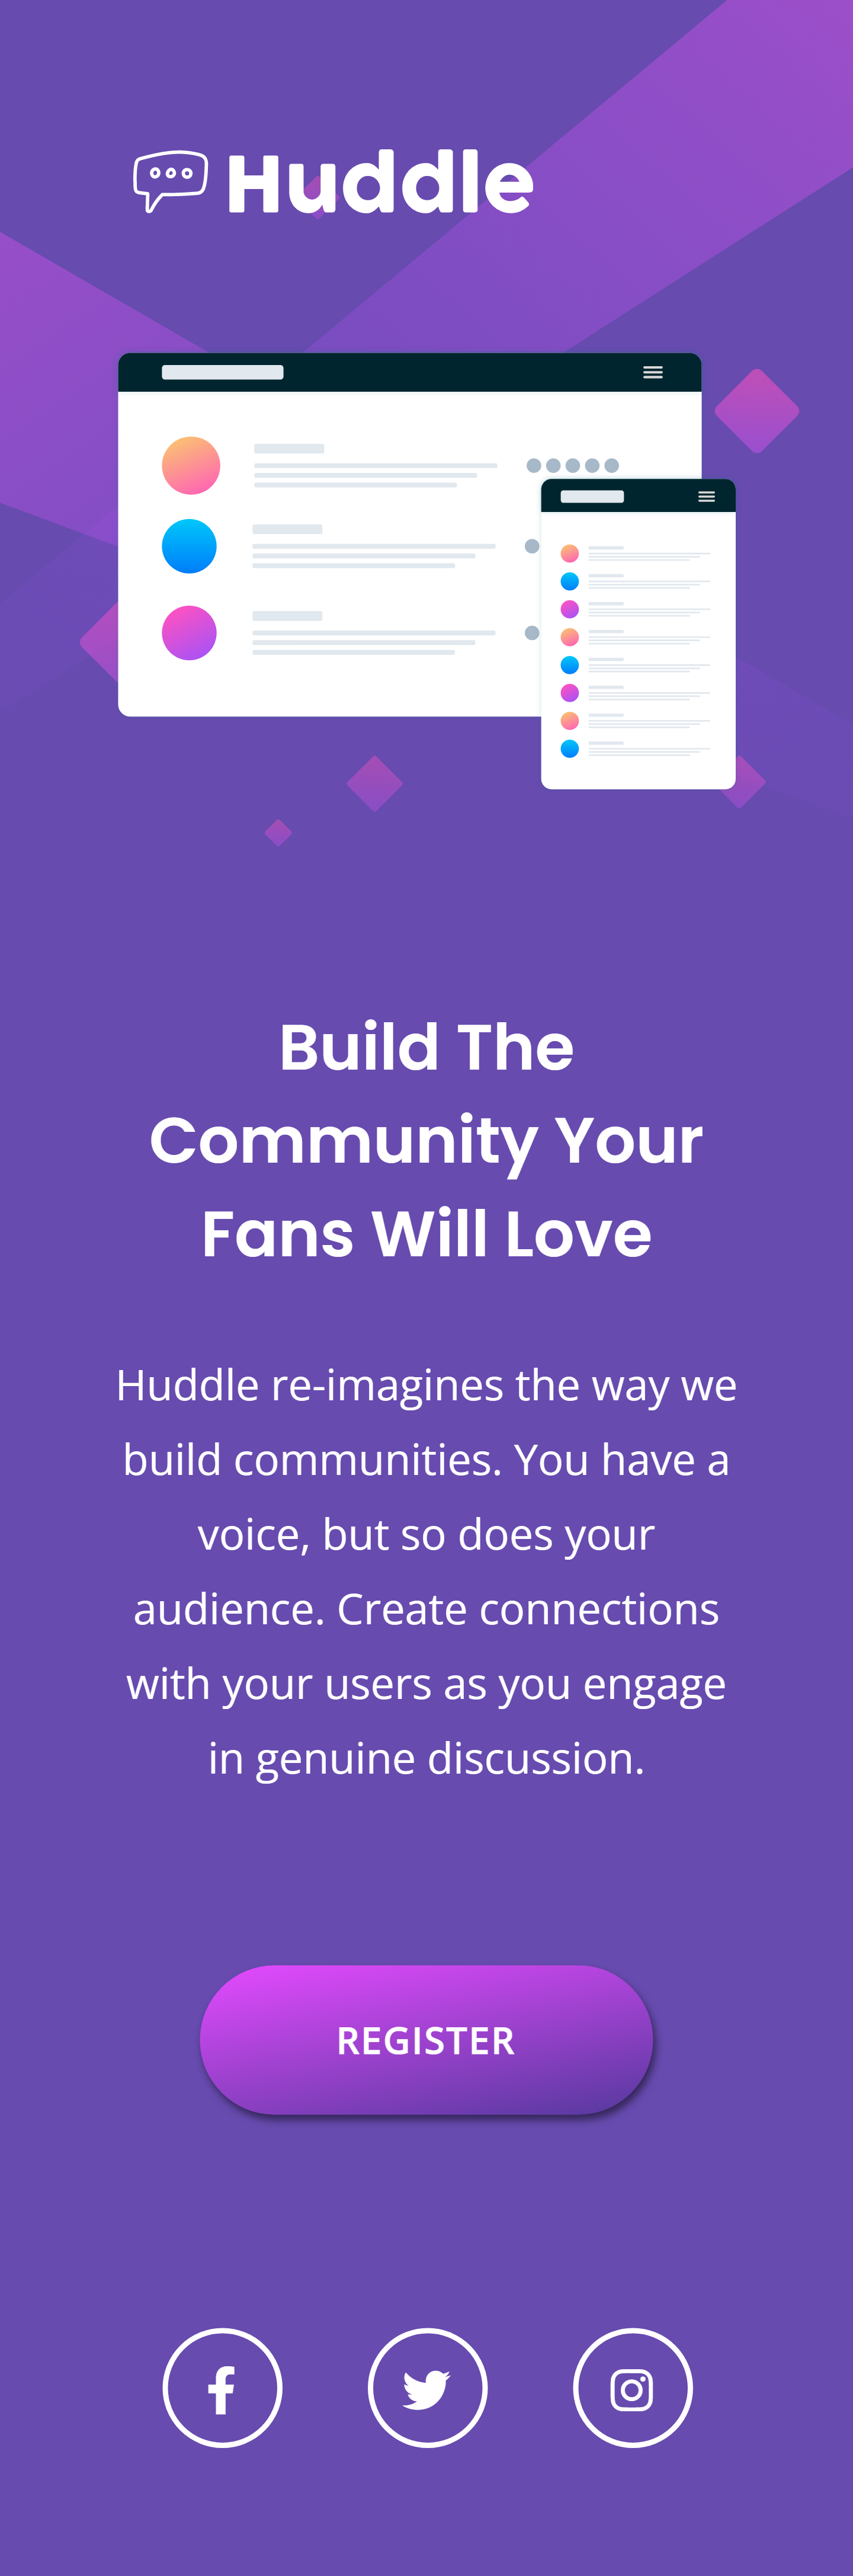 Huddle
Build The
Community Your
Fans Will Love
Huddle re-imagines the way we
build communities. You have a
voice, but so does your
audience. Create connections
with your users as you engage
in genuine discussion.
REGISTER